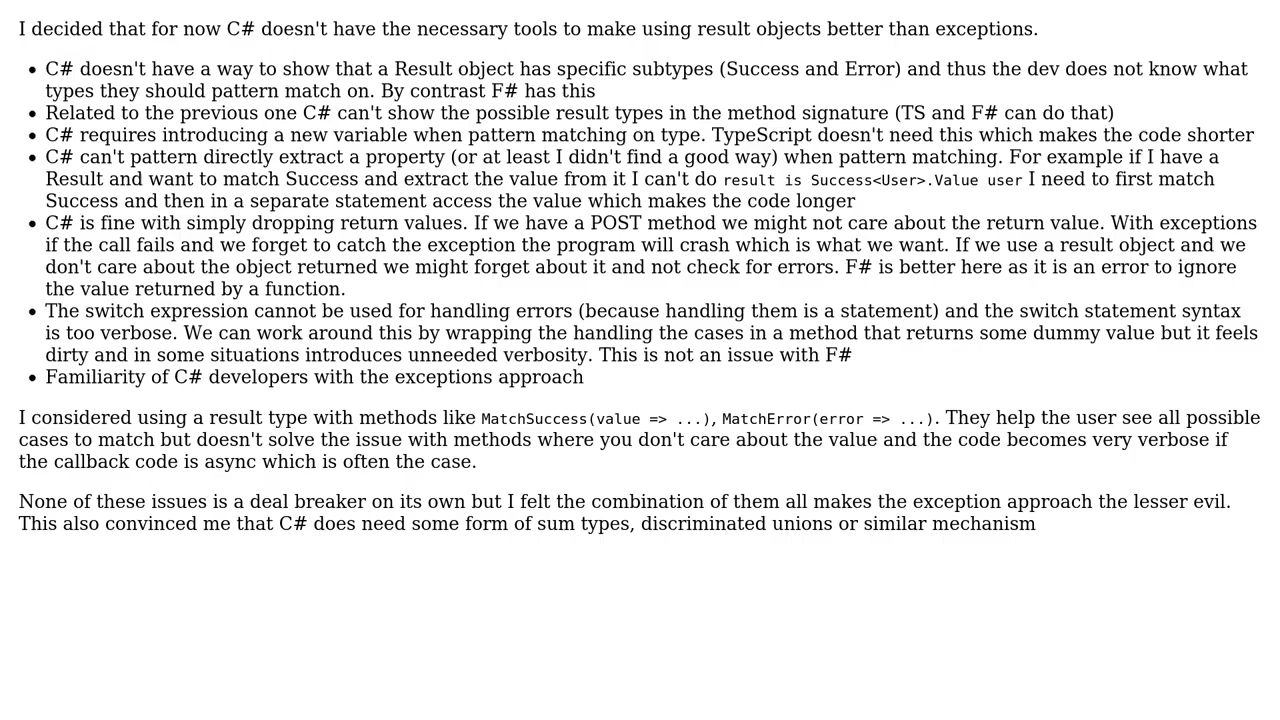 I decided that for now C# doesn't have the necessary tools to make using result objects better than exceptions.
• C# doesn't have a way to show that a Result object has specific subtypes (Success and Error) and thus the dev does not know what
types they should pattern match on. By contrast F# has this
• Related to the previous one C# can't show the possible result types in the method signature (TS and F# can do that)
• C# requires introducing a new variable when pattern matching on type. TypeScript doesn't need this which makes the code shorter
• C# can't pattern directly extract a property (or at least I didn't find a good way) when pattern matching. For example if I have a
Result and want to match Success and extract the value from it I can't do result is Success<User>.Value user I need to first match
Success and then in a separate statement access the value which makes the code longer
• C# is fine with simply dropping return values. If we have a POST method we might not care about the return value. With exceptions
if the call fails and we forget to catch the exception the program will crash which is what we want. If we use a result object and we
don't care about the object returned we might forget about it and not check for errors. F# is better here as it is an error to ignore
the value returned by a function.
• The switch expression cannot be used for handling errors (because handling them is a statement) and the switch statement syntax
is too verbose. We can work around this by wrapping the handling the cases in a method that returns some dummy value but it feels
dirty and in some situations introduces unneeded verbosity. This is not an issue with F#
• Familiarity of C# developers with the exceptions approach
I considered using a result type with methods like MatchSuccess(value => ...), MatchError(error => ...). They help the user see all possible
cases to match but doesn't solve the issue with methods where you don't care about the value and the code becomes very verbose if
the callback code is async which is often the case.
None of these issues is a deal breaker on its own but I felt the combination of them all makes the exception approach the lesser evil.
This also convinced me that C# does need some form of sum types, discriminated unions or similar mechanism